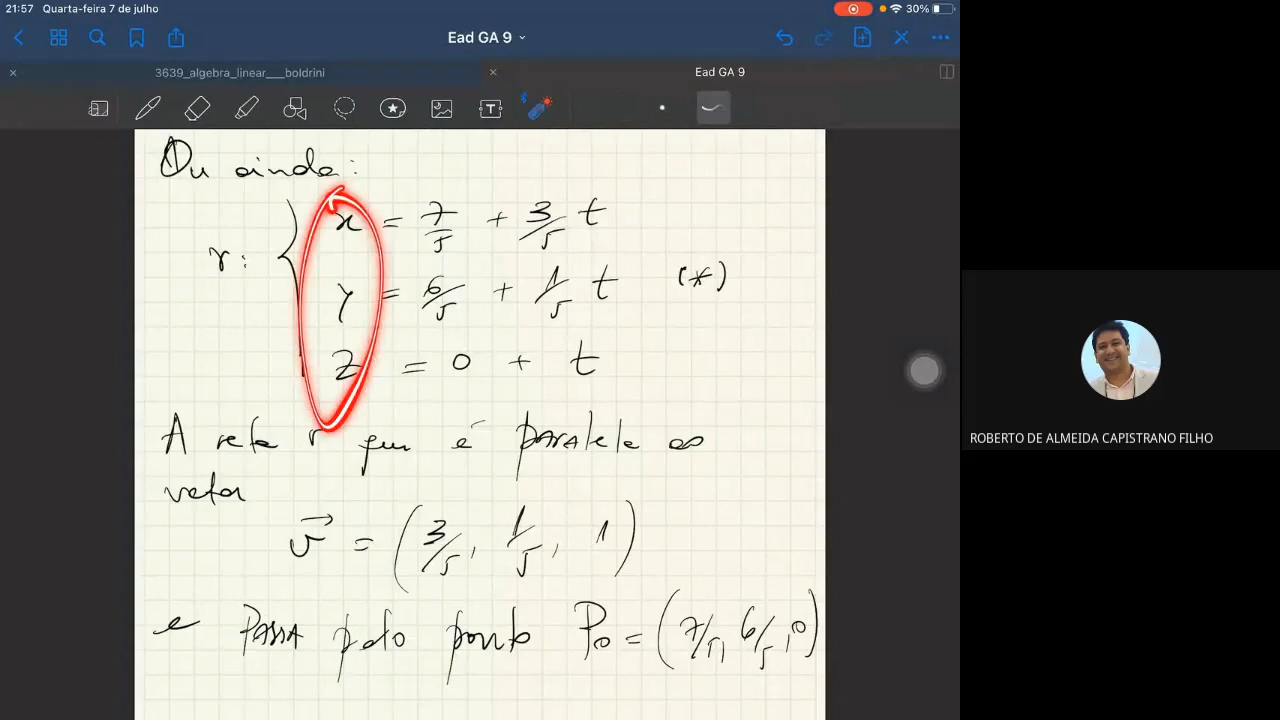 21:57 Quarta-feira 7 de julho
30%
Ead GA 9
3639_algebra_linear___boldrini
Ead GA 9
Ou ainda:
r: { x = 7/5 + 3/5 t
y = 6/5 + 1/5 t (*)
z = 0 + t
A reta r que é paralela ao
vetor
v = (3/5, 1/5, 1)
e PASSA pelo ponto P0 = (7/5, 6/5, 0)
ROBERTO DE ALMEIDA CAPISTRANO FILHO